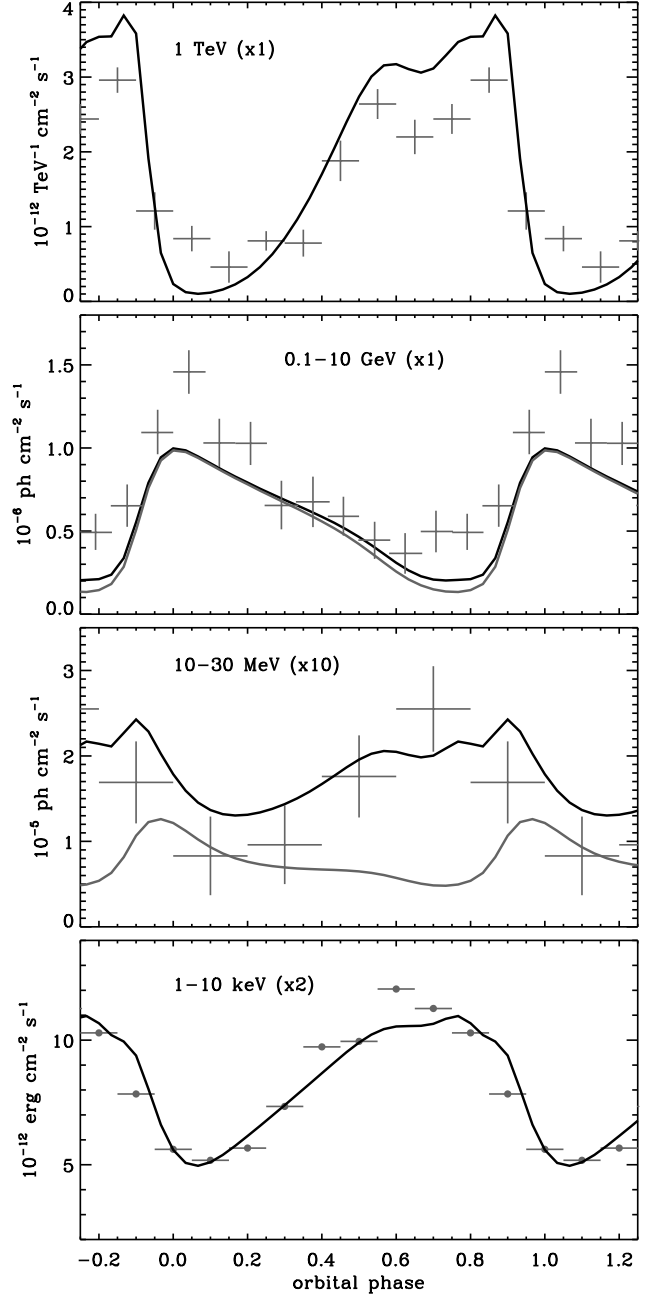 4
3
2
1
0
1 TeV (x1)
10⁻¹² TeV⁻¹ cm⁻² s⁻¹
1.5
1.0
0.5
0.0
0.1−10 GeV (x1)
10⁻⁶ ph cm⁻² s⁻¹
3
2
1
0
10−30 MeV (x10)
10⁻⁵ ph cm⁻² s⁻¹
10
5
1−10 keV (x2)
10⁻¹² erg cm⁻² s⁻¹
−0.2 0.0 0.2 0.4 0.6 0.8 1.0 1.2
orbital phase